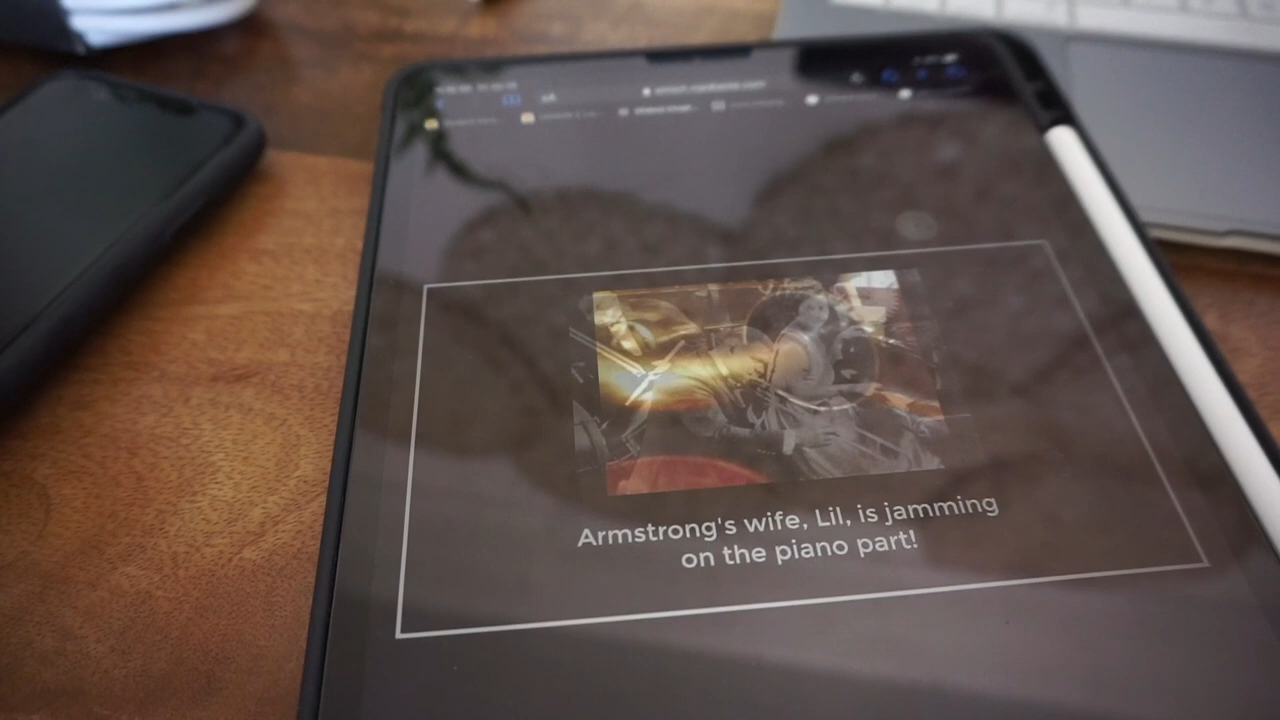 Armstrong's wife, Lil, is jamming
on the piano part!